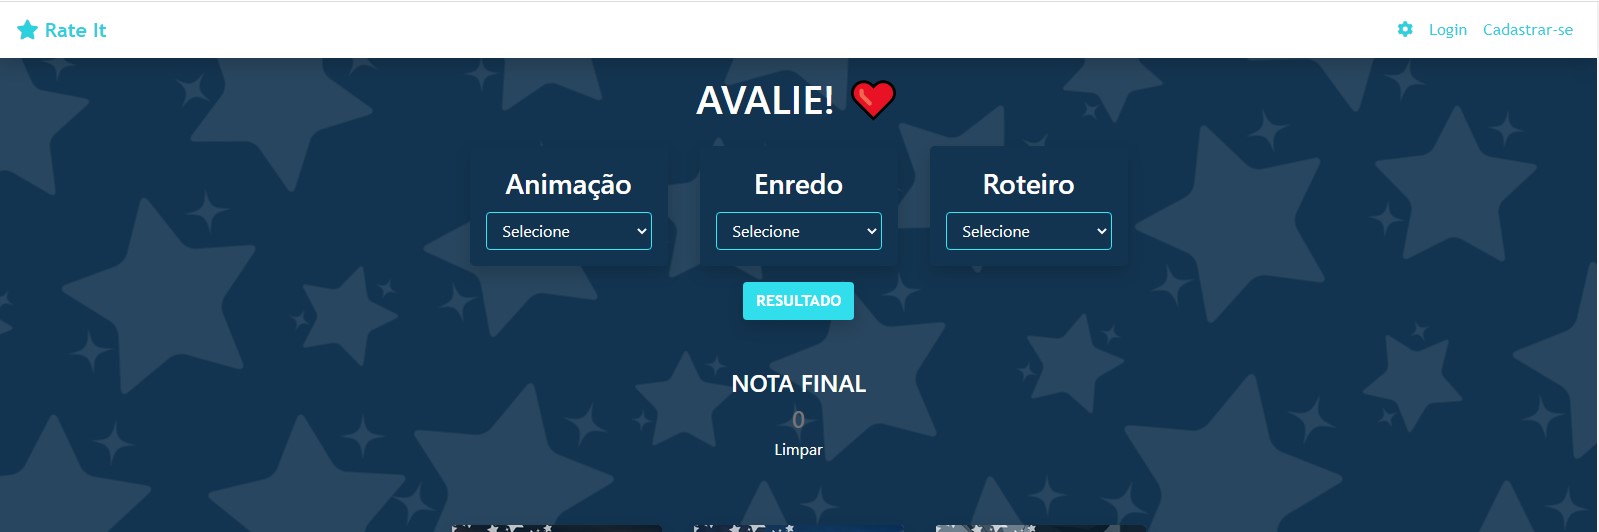 Rate It
Login Cadastrar-se
AVALIE!
Animação Enredo Roteiro
Selecione Selecione Selecione
RESULTADO
NOTA FINAL
0
Limpar